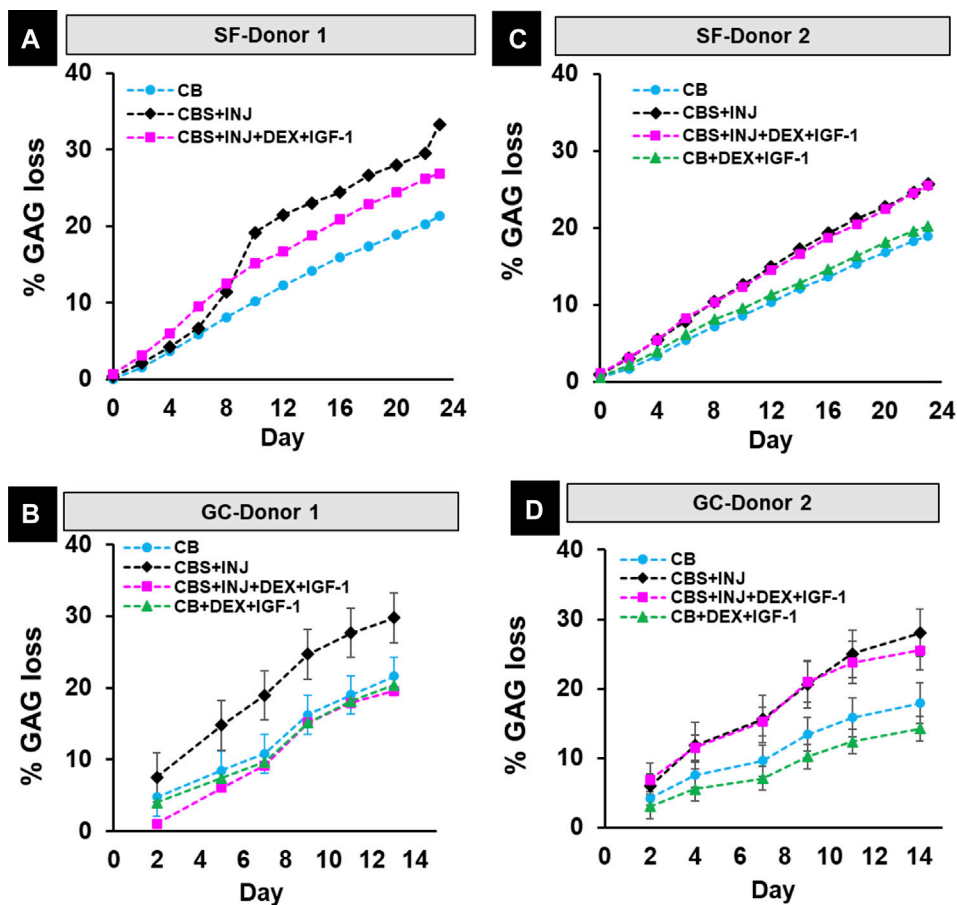 A
SF-Donor 1
40
30
20
10
0
% GAG loss
CB
CBS+INJ
CBS+INJ+DEX+IGF-1
0 4 8 12 16 20 24
Day
C
SF-Donor 2
40
30
20
10
0
% GAG loss
CB
CBS+INJ
CBS+INJ+DEX+IGF-1
CB+DEX+IGF-1
0 4 8 12 16 20 24
Day
B
GC-Donor 1
40
30
20
10
0
% GAG loss
CB
CBS+INJ
CBS+INJ+DEX+IGF-1
CB+DEX+IGF-1
0 2 4 6 8 10 12 14
Day
D
GC-Donor 2
40
30
20
10
0
% GAG loss
CB
CBS+INJ
CBS+INJ+DEX+IGF-1
CB+DEX+IGF-1
0 2 4 6 8 10 12 14
Day